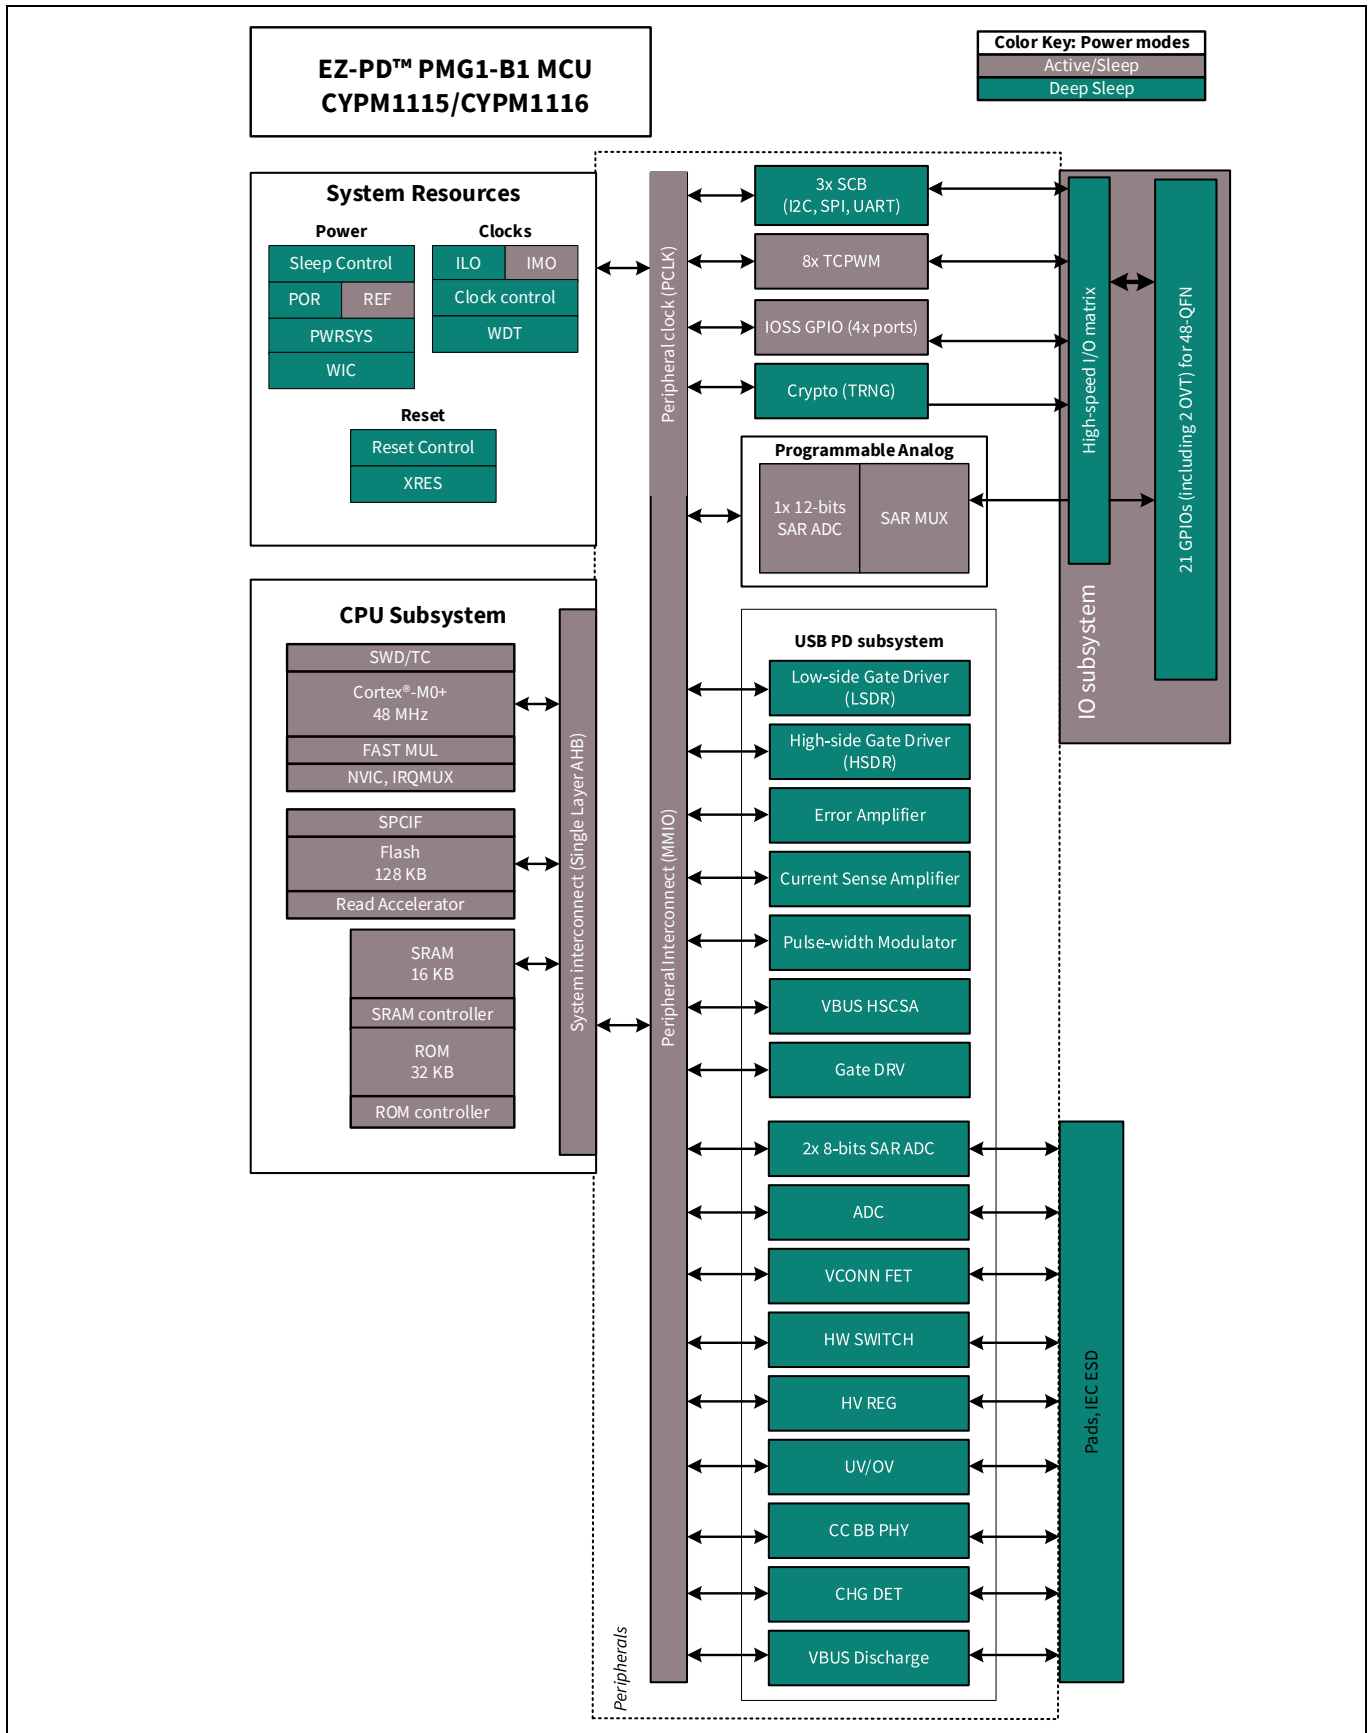 EZ-PD™ PMG1-B1 MCU
CYPM1115/CYPM1116
Color Key: Power modes
Active/Sleep
Deep Sleep
System Resources
Power
Sleep Control
POR
REF
PWRSYS
WIC
Clocks
ILO
IMO
Clock control
WDT
Reset
Reset Control
XRES
CPU Subsystem
SWD/TC
Cortex®-M0+
48 MHz
FAST MUL
NVIC, IRQMUX
SPCIF
Flash
128 KB
Read Accelerator
SRAM
16 KB
SRAM controller
ROM
32 KB
ROM controller
System interconnect (Single Layer AHB)
Peripheral clock (PCLK)
Peripheral Interconnect (MMIO)
3x SCB
(I2C, SPI, UART)
8x TCPWM
IOSS GPIO (4x ports)
Crypto (TRNG)
Programmable Analog
1x 12-bits
SAR ADC
SAR MUX
High-speed I/O matrix
21 GPIOs (including 2 OVT) for 48-QFN
IO subsystem
USB PD subsystem
Low-side Gate Driver
(LSDR)
High-side Gate Driver
(HSDR)
Error Amplifier
Current Sense Amplifier
Pulse-width Modulator
VBUS HSCSA
Gate DRV
2x 8-bits SAR ADC
ADC
VCONN FET
HW SWITCH
HV REG
UV/OV
CC BB PHY
CHG DET
VBUS Discharge
Pads, IEC ESD
Peripherals